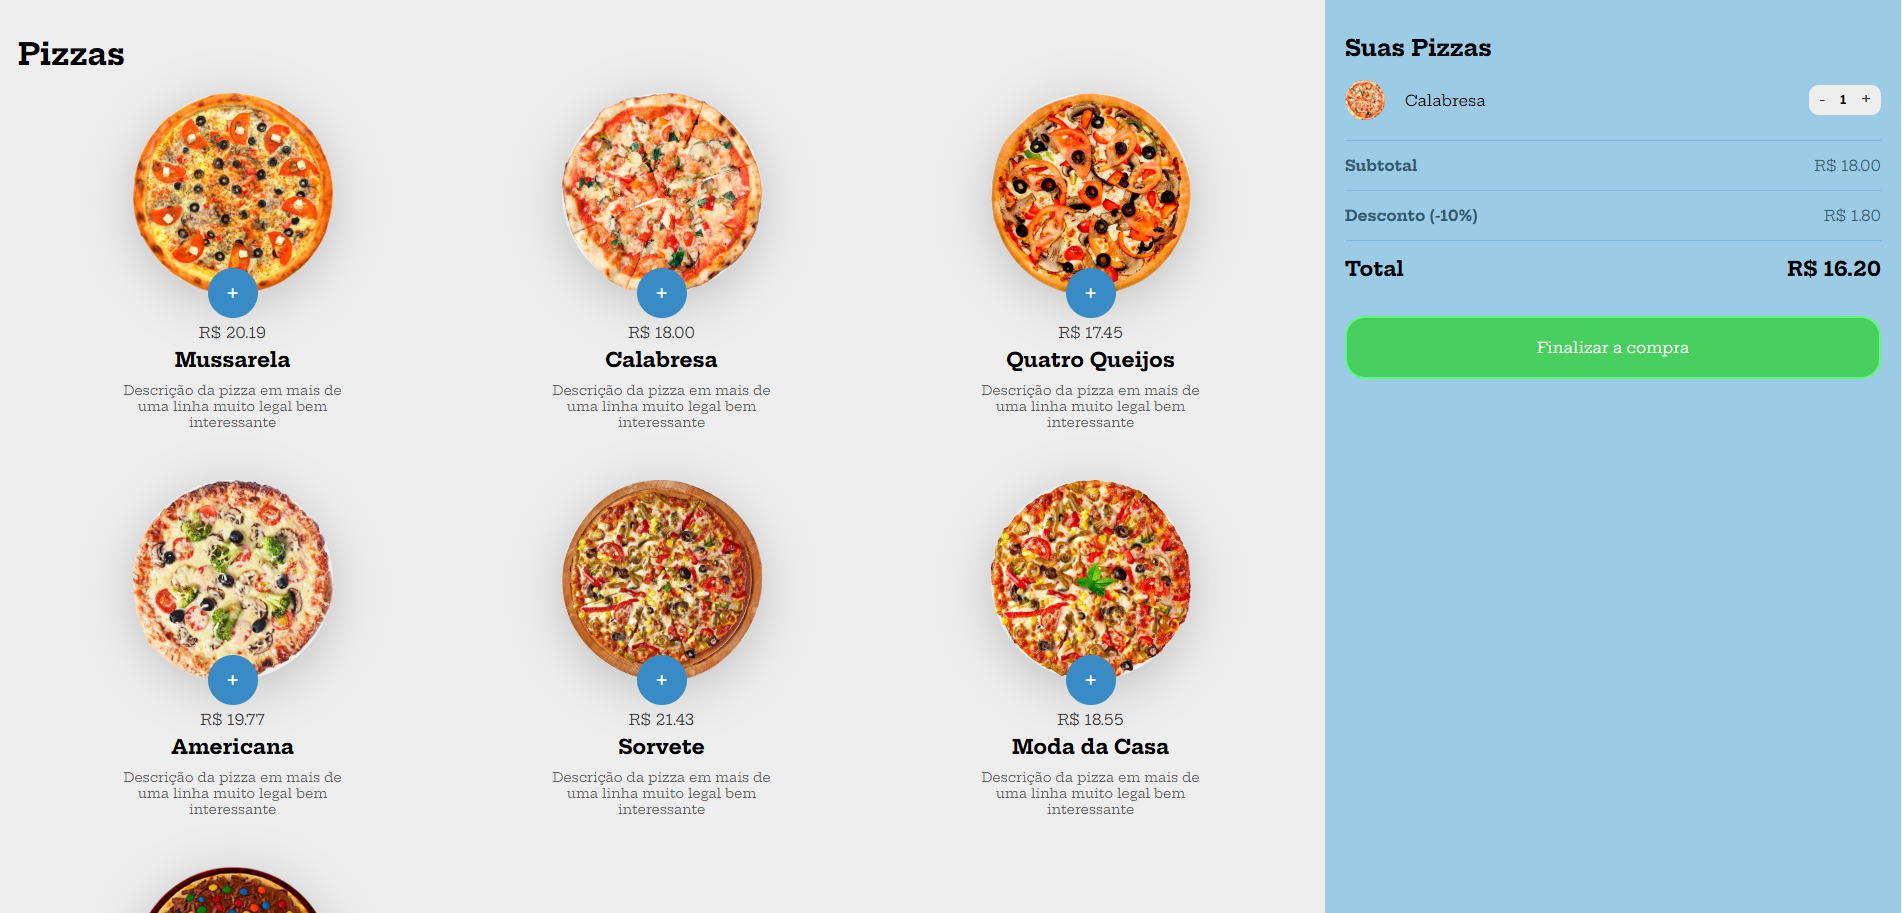 Pizzas
+
R$ 20.19
Mussarela
Descrição da pizza em mais de
uma linha muito legal bem
interessante
+
R$ 18.00
Calabresa
Descrição da pizza em mais de
uma linha muito legal bem
interessante
+
R$ 17.45
Quatro Queijos
Descrição da pizza em mais de
uma linha muito legal bem
interessante
+
R$ 19.77
Americana
Descrição da pizza em mais de
uma linha muito legal bem
interessante
+
R$ 21.43
Sorvete
Descrição da pizza em mais de
uma linha muito legal bem
interessante
+
R$ 18.55
Moda da Casa
Descrição da pizza em mais de
uma linha muito legal bem
interessante
Suas Pizzas
Calabresa - 1 +
Subtotal R$ 18.00
Desconto (-10%) R$ 1.80
Total R$ 16.20
Finalizar a compra